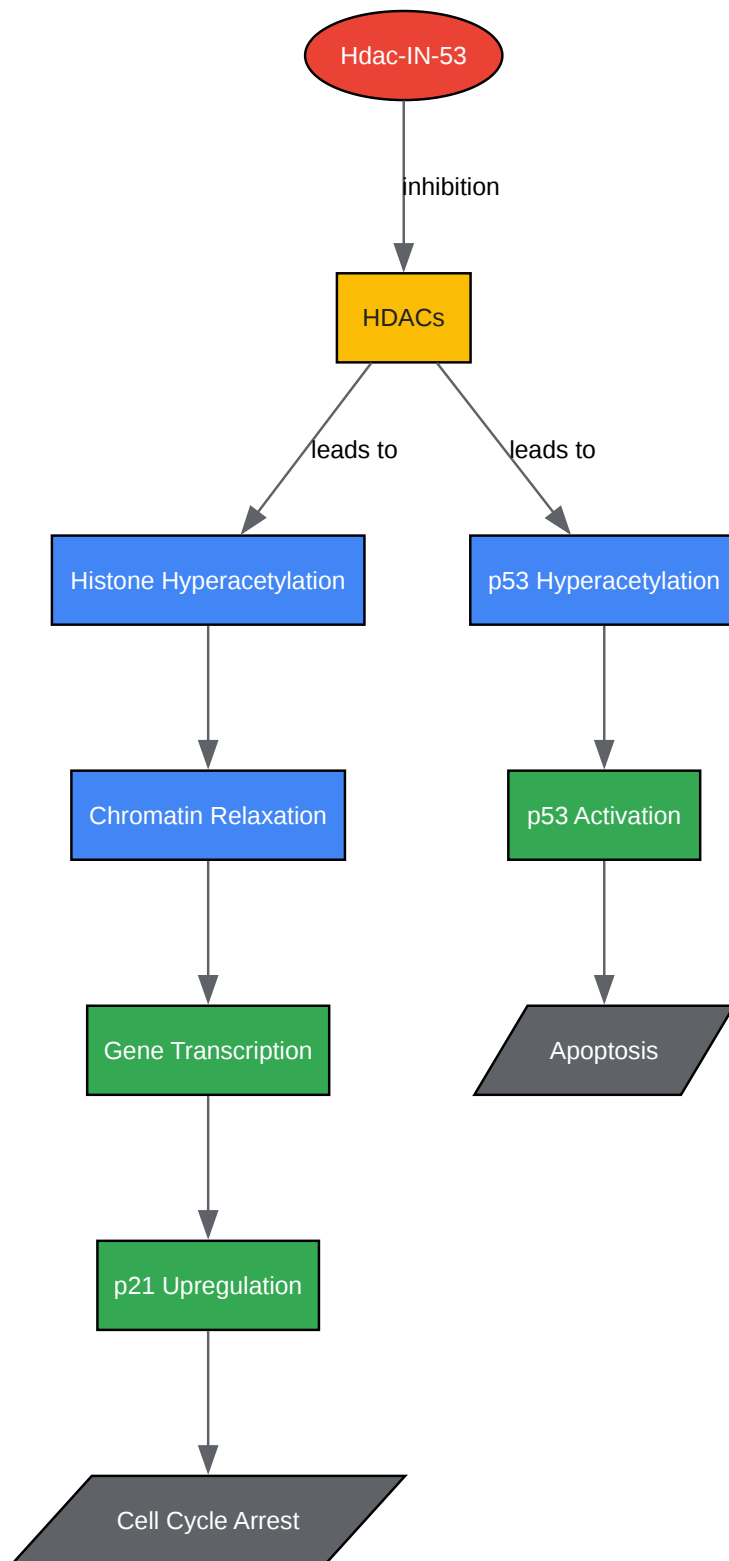 Hdac-IN-53
inhibition
HDACs
leads to
leads to
Histone Hyperacetylation
p53 Hyperacetylation
Chromatin Relaxation
p53 Activation
Gene Transcription
Apoptosis
p21 Upregulation
Cell Cycle Arrest